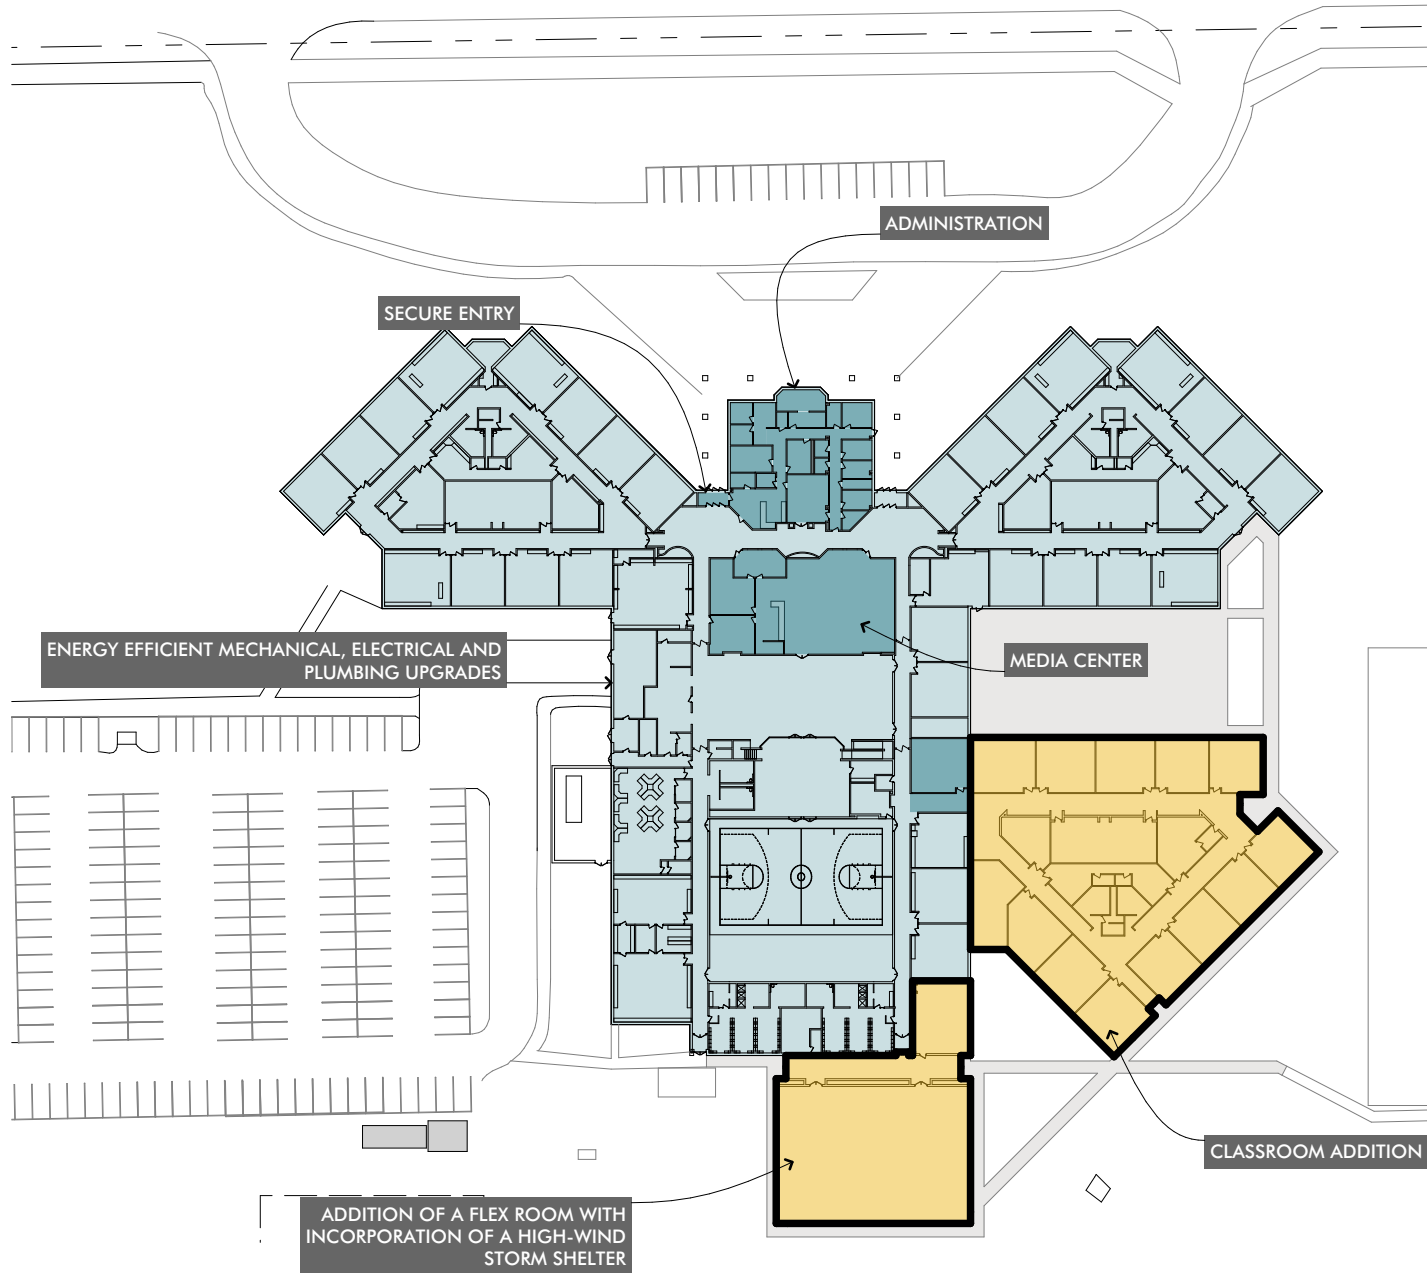 ADMINISTRATION
SECURE ENTRY
ENERGY EFFICIENT MECHANICAL, ELECTRICAL AND
PLUMBING UPGRADES
MEDIA CENTER
CLASSROOM ADDITION
ADDITION OF A FLEX ROOM WITH
INCORPORATION OF A HIGH-WIND
STORM SHELTER